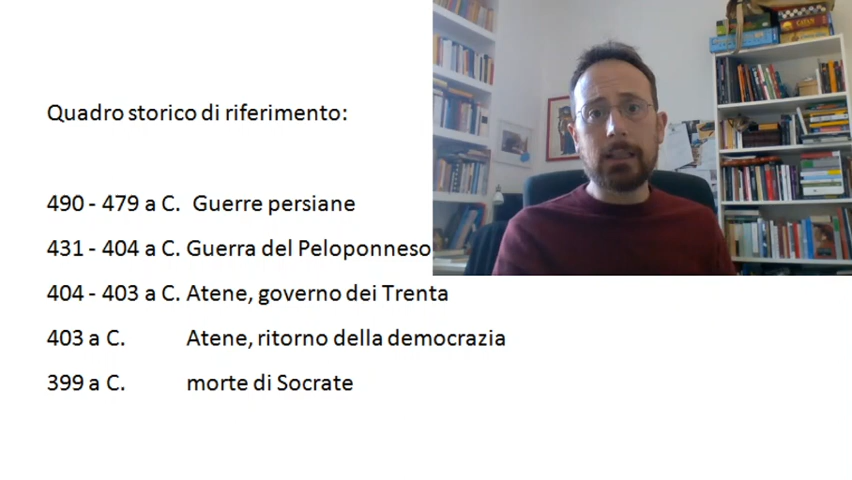 Quadro storico di riferimento:
490 - 479 a C. Guerre persiane
431 - 404 a C. Guerra del Peloponneso
404 - 403 a C. Atene, governo dei Trenta
403 a C. Atene, ritorno della democrazia
399 a C. morte di Socrate